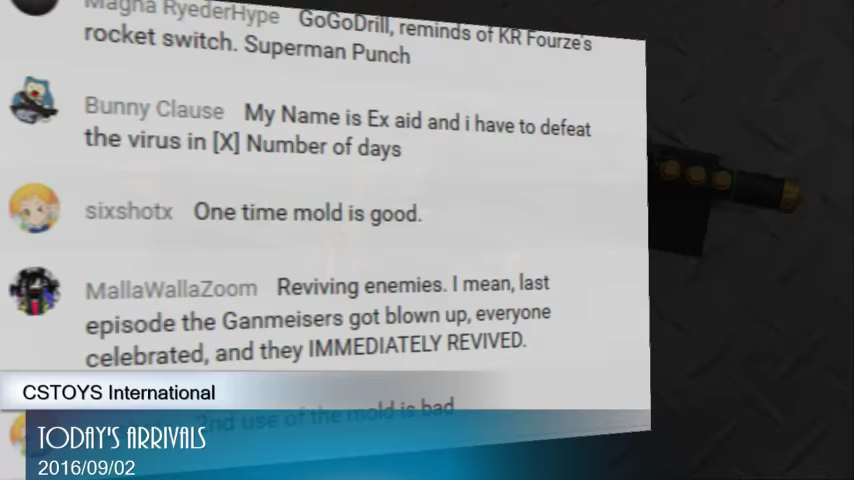 Magna RyederHype GoGoDrill, reminds of KR Fourze's
rocket switch. Superman Punch
Bunny Clause My Name is Ex aid and i have to defeat
the virus in [X] Number of days
sixshotx One time mold is good.
MallaWallaZoom Reviving enemies. I mean, last
episode the Ganmeisers got blown up, everyone
celebrated, and they IMMEDIATELY REVIVED.
2nd use of the mold is bad
CSTOYS International
TODAY'S ARRIVALS
2016/09/02